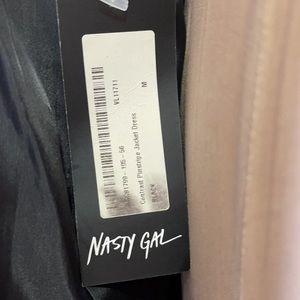 VL11711
M
Contrast Pinstripe Jacket Dress
BLACK
NASTY GAL